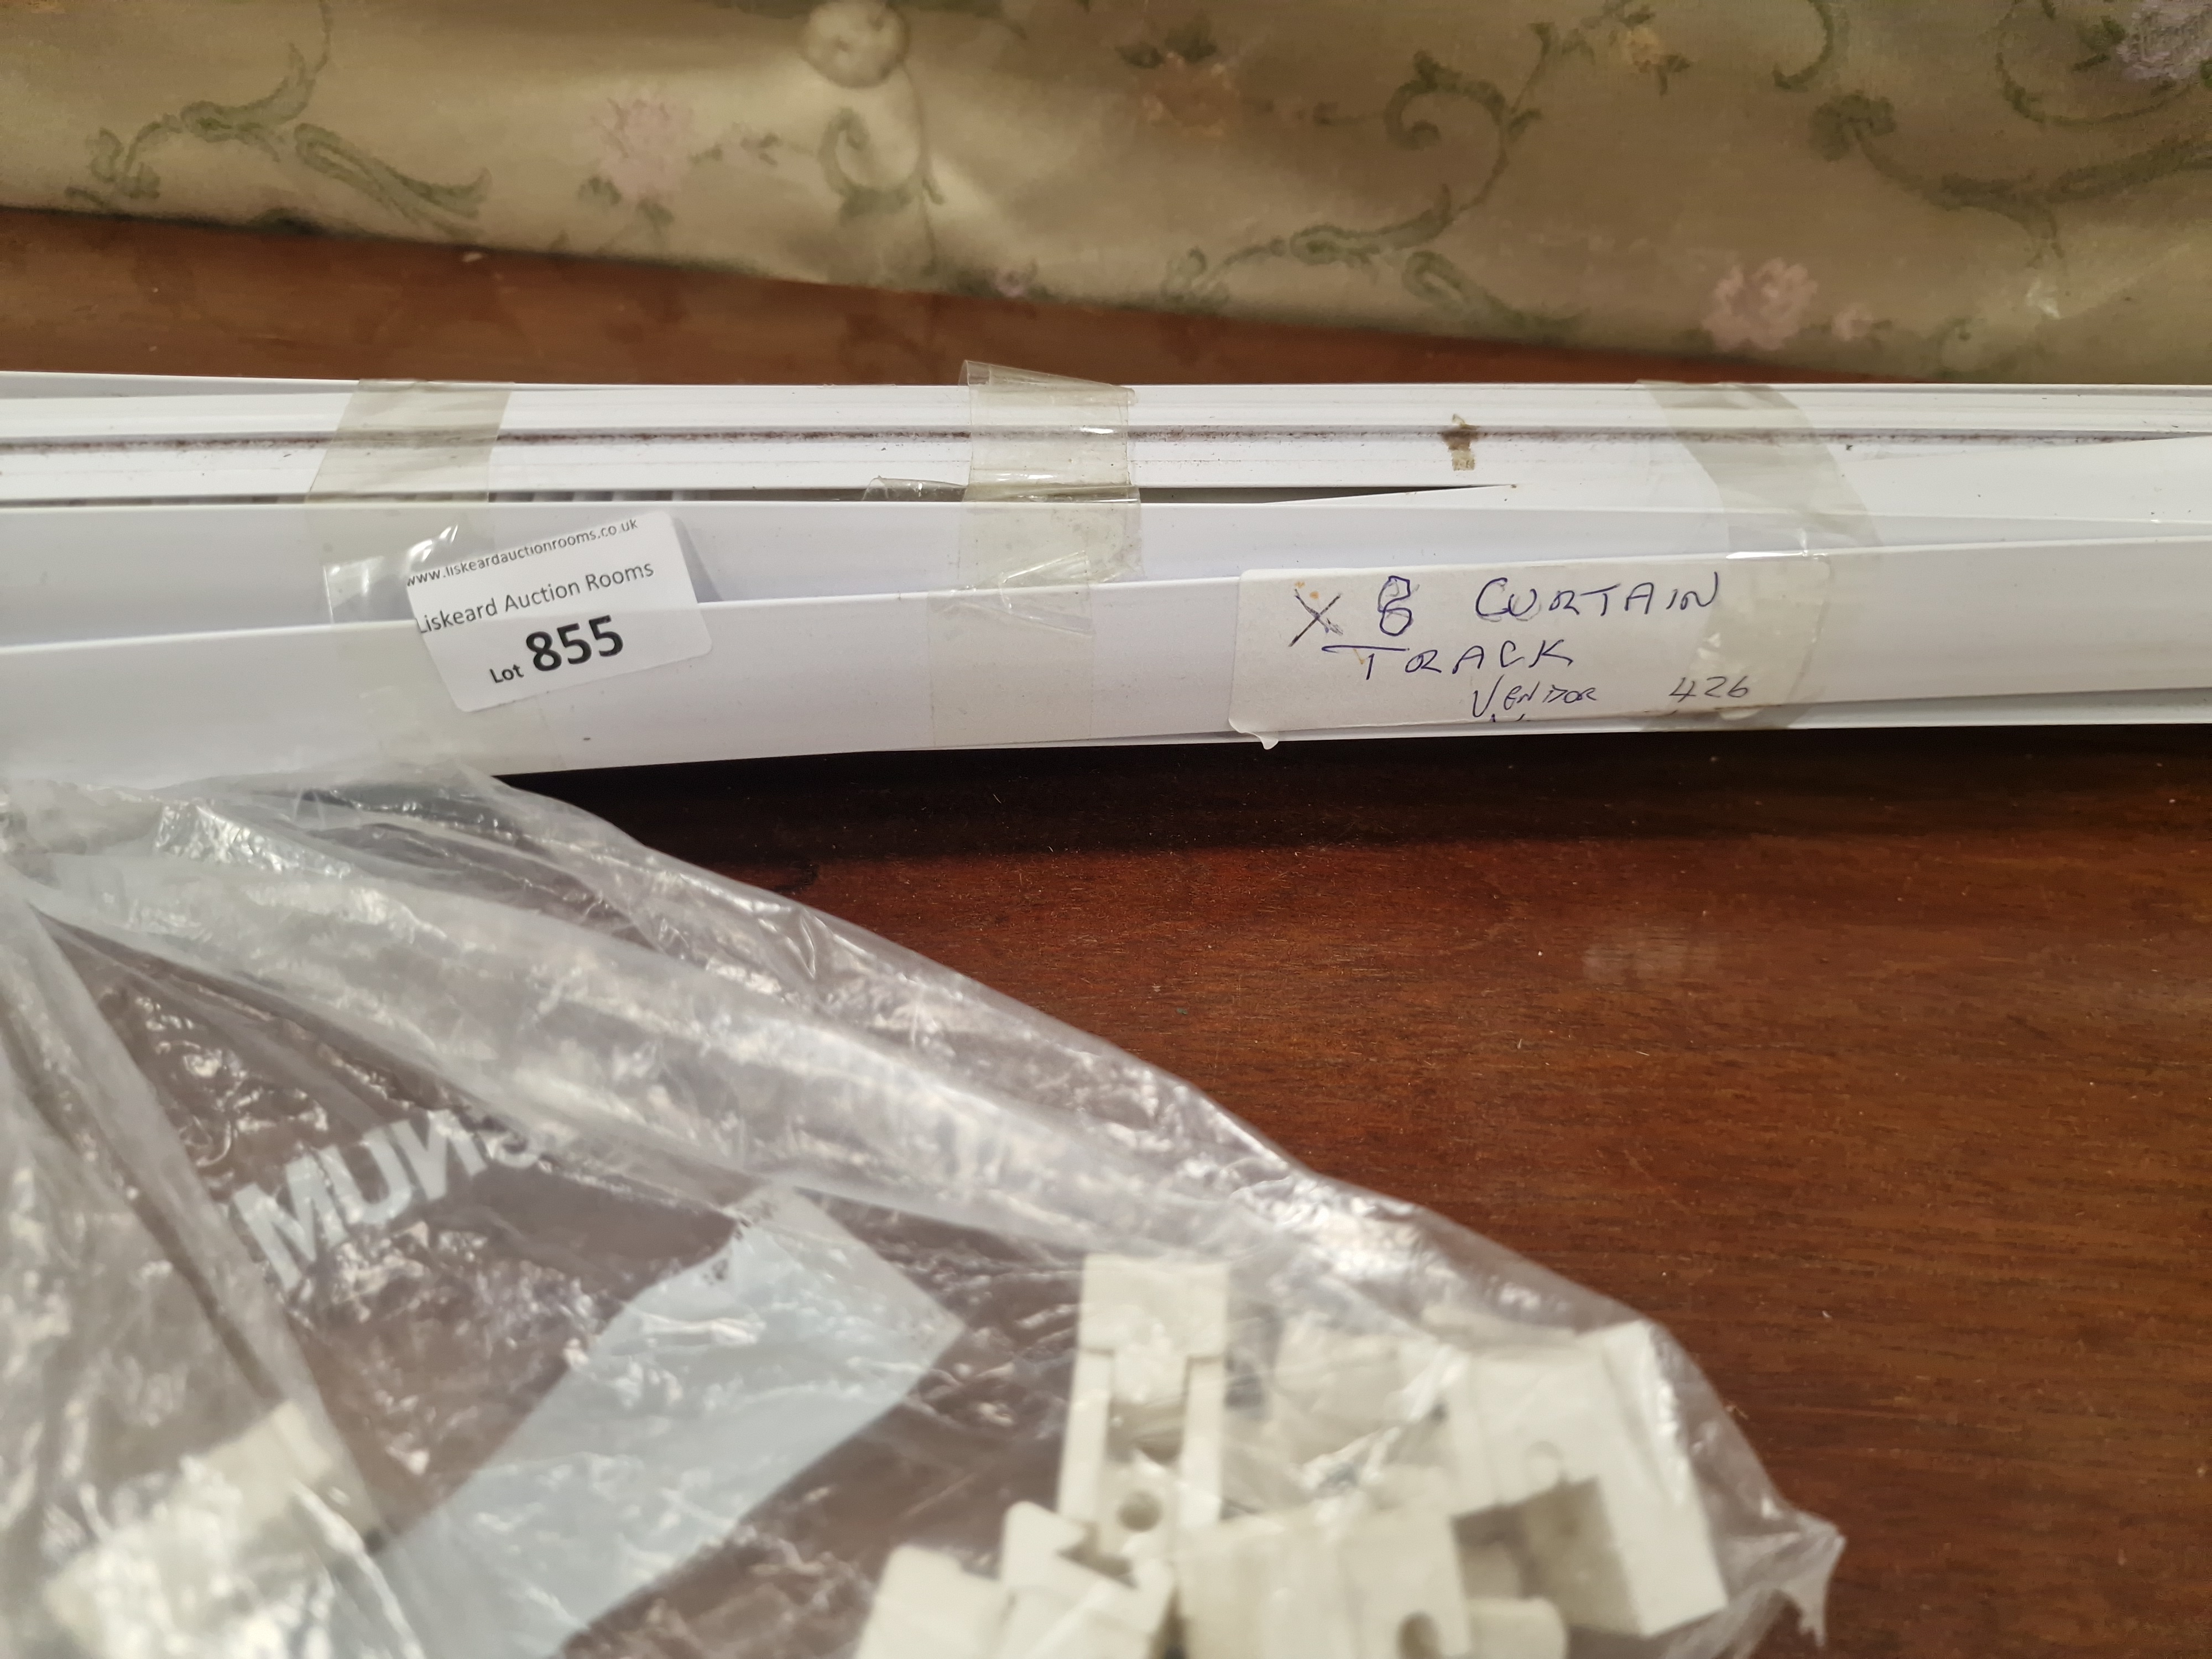 www.liskeardauctionrooms.co.uk
Liskeard Auction Rooms
Lot 855
X 8 CURTAIN
TRACK
VENDOR 426